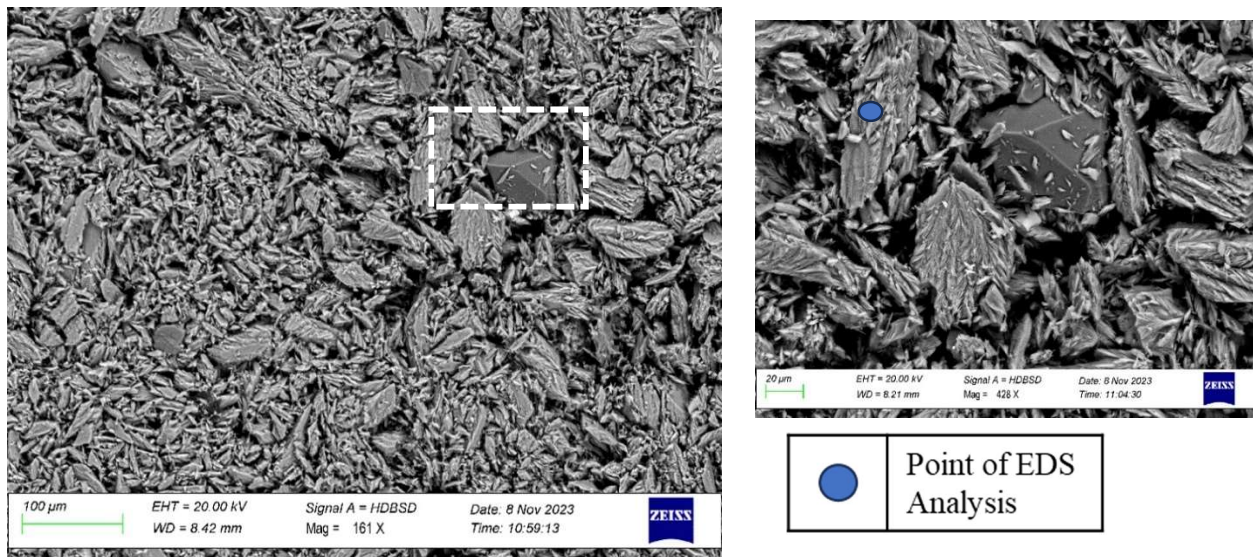 100 µm
EHT = 20.00 kV
WD = 8.42 mm
Signal A = HDBSD
Mag = 161 X
Date: 8 Nov 2023
Time: 10:59:13
ZEISS
20 µm
EHT = 20.00 kV
WD = 8.21 mm
Signal A = HDBSD
Mag = 428 X
Date: 8 Nov 2023
Time: 11:04:30
ZEISS
Point of EDS
Analysis